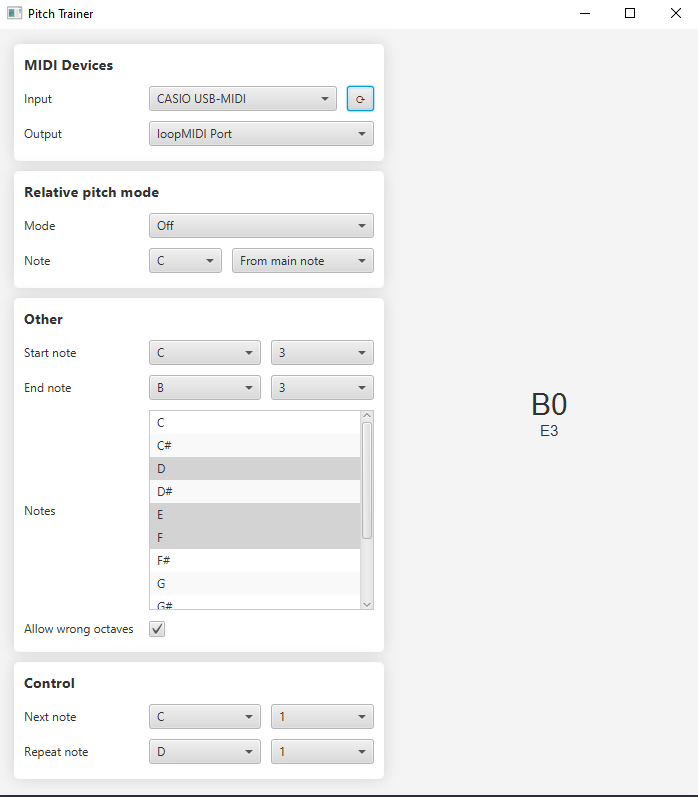 Pitch Trainer
MIDI Devices
Input CASIO USB-MIDI
Output loopMIDI Port
Relative pitch mode
Mode Off
Note C From main note
Other
Start note C 3
End note B 3
Notes
C
C#
D
D#
E
F
F#
G
G#
Allow wrong octaves
Control
Next note C 1
Repeat note D 1
B0
E3